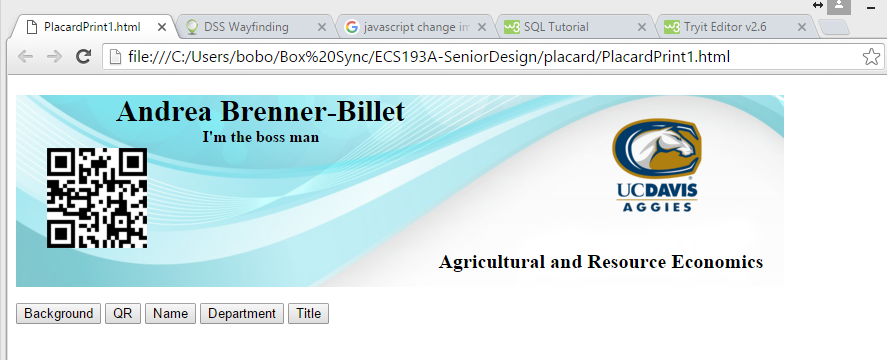 PlacardPrint1.html
DSS Wayfinding
javascript change im
SQL Tutorial
Tryit Editor v2.6
file:///C:/Users/bobo/Box%20Sync/ECS193A-SeniorDesign/placard/PlacardPrint1.html
Andrea Brenner-Billet
I'm the boss man
UCDAVIS
AGGIES
Agricultural and Resource Economics
Background QR Name Department Title